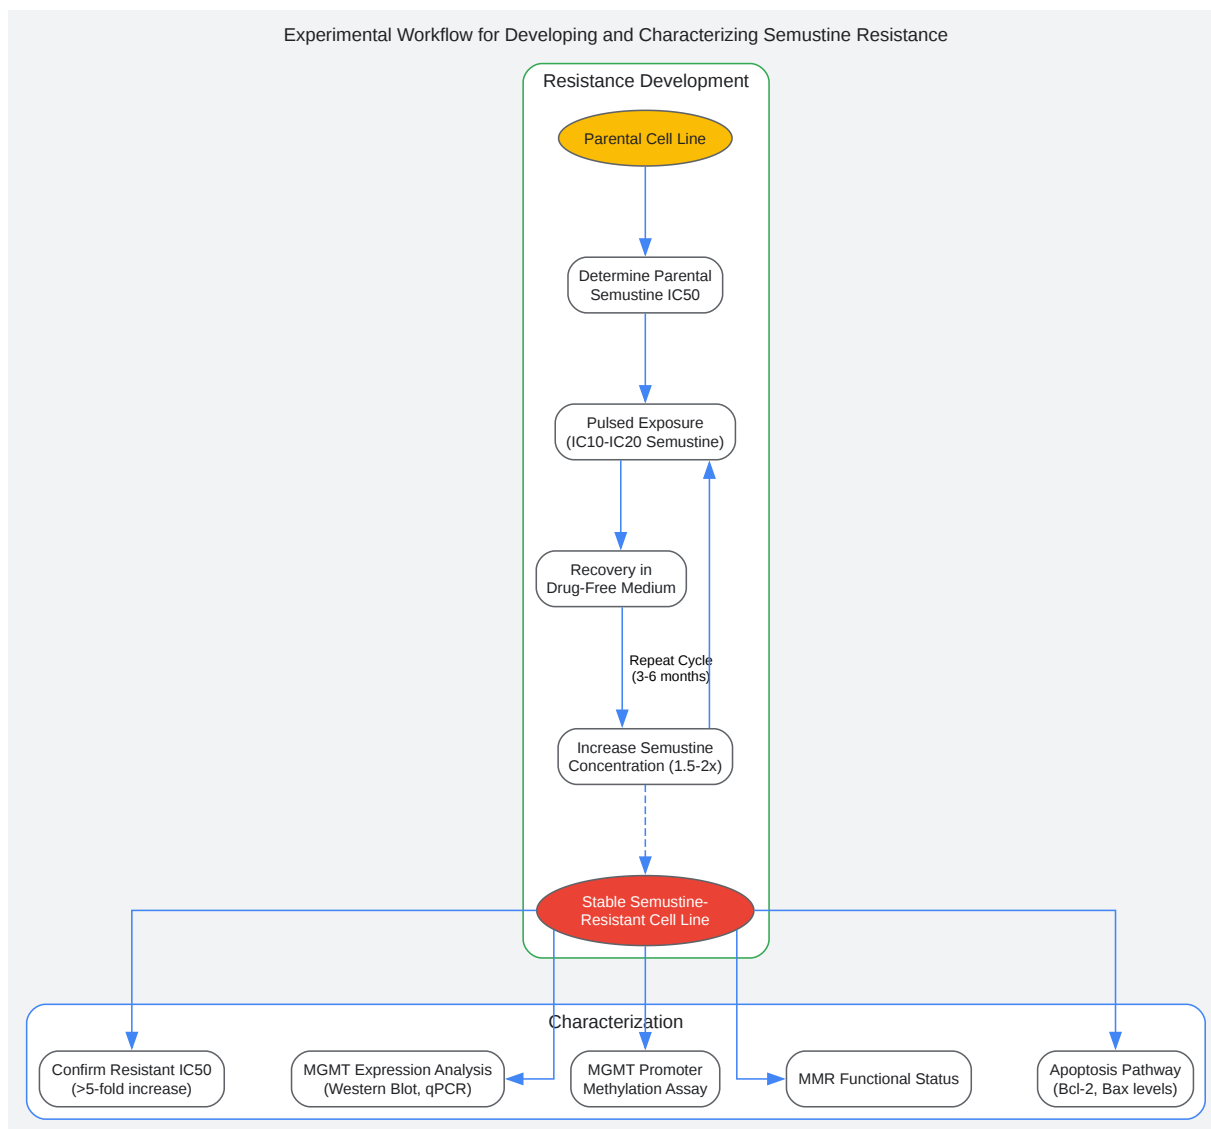 Experimental Workflow for Developing and Characterizing Semustine Resistance
Resistance Development
Parental Cell Line
Determine Parental
Semustine IC50
Pulsed Exposure
(IC10-IC20 Semustine)
Recovery in
Drug-Free Medium
Repeat Cycle
(3-6 months)
Increase Semustine
Concentration (1.5-2x)
Stable Semustine-
Resistant Cell Line
Characterization
Confirm Resistant IC50
(>5-fold increase)
MGMT Expression Analysis
(Western Blot, qPCR)
MGMT Promoter
Methylation Assay
MMR Functional Status
Apoptosis Pathway
(Bcl-2, Bax levels)